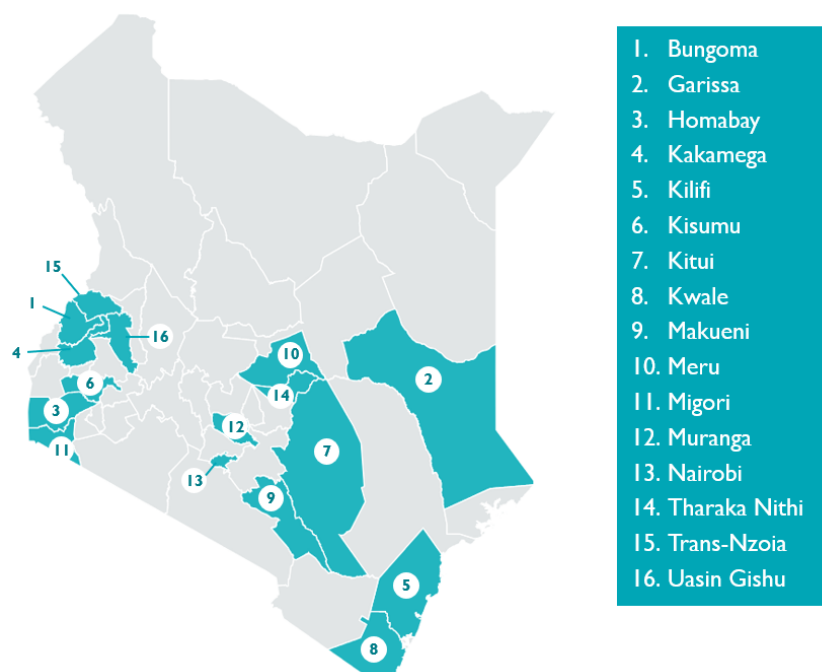 15
1
16
4
10
2
6
14
3
12
7
11
13
9
5
8
1. Bungoma
2. Garissa
3. Homabay
4. Kakamega
5. Kilifi
6. Kisumu
7. Kitui
8. Kwale
9. Makueni
10. Meru
11. Migori
12. Muranga
13. Nairobi
14. Tharaka Nithi
15. Trans-Nzoia
16. Uasin Gishu